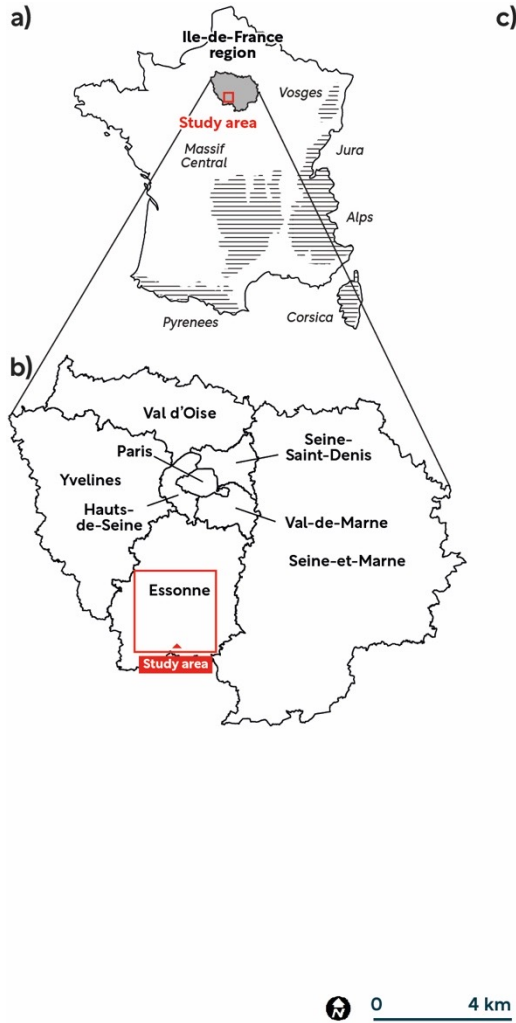 a)
c)
Ile-de-France
region
Vosges
Study area
Massif
Central
Jura
Alps
Pyrenees
Corsica
b)
Val d'Oise
Paris
Seine-
Saint-Denis
Yvelines
Hauts-
de-Seine
Val-de-Marne
Seine-et-Marne
Essonne
Study area
N
0 4 km